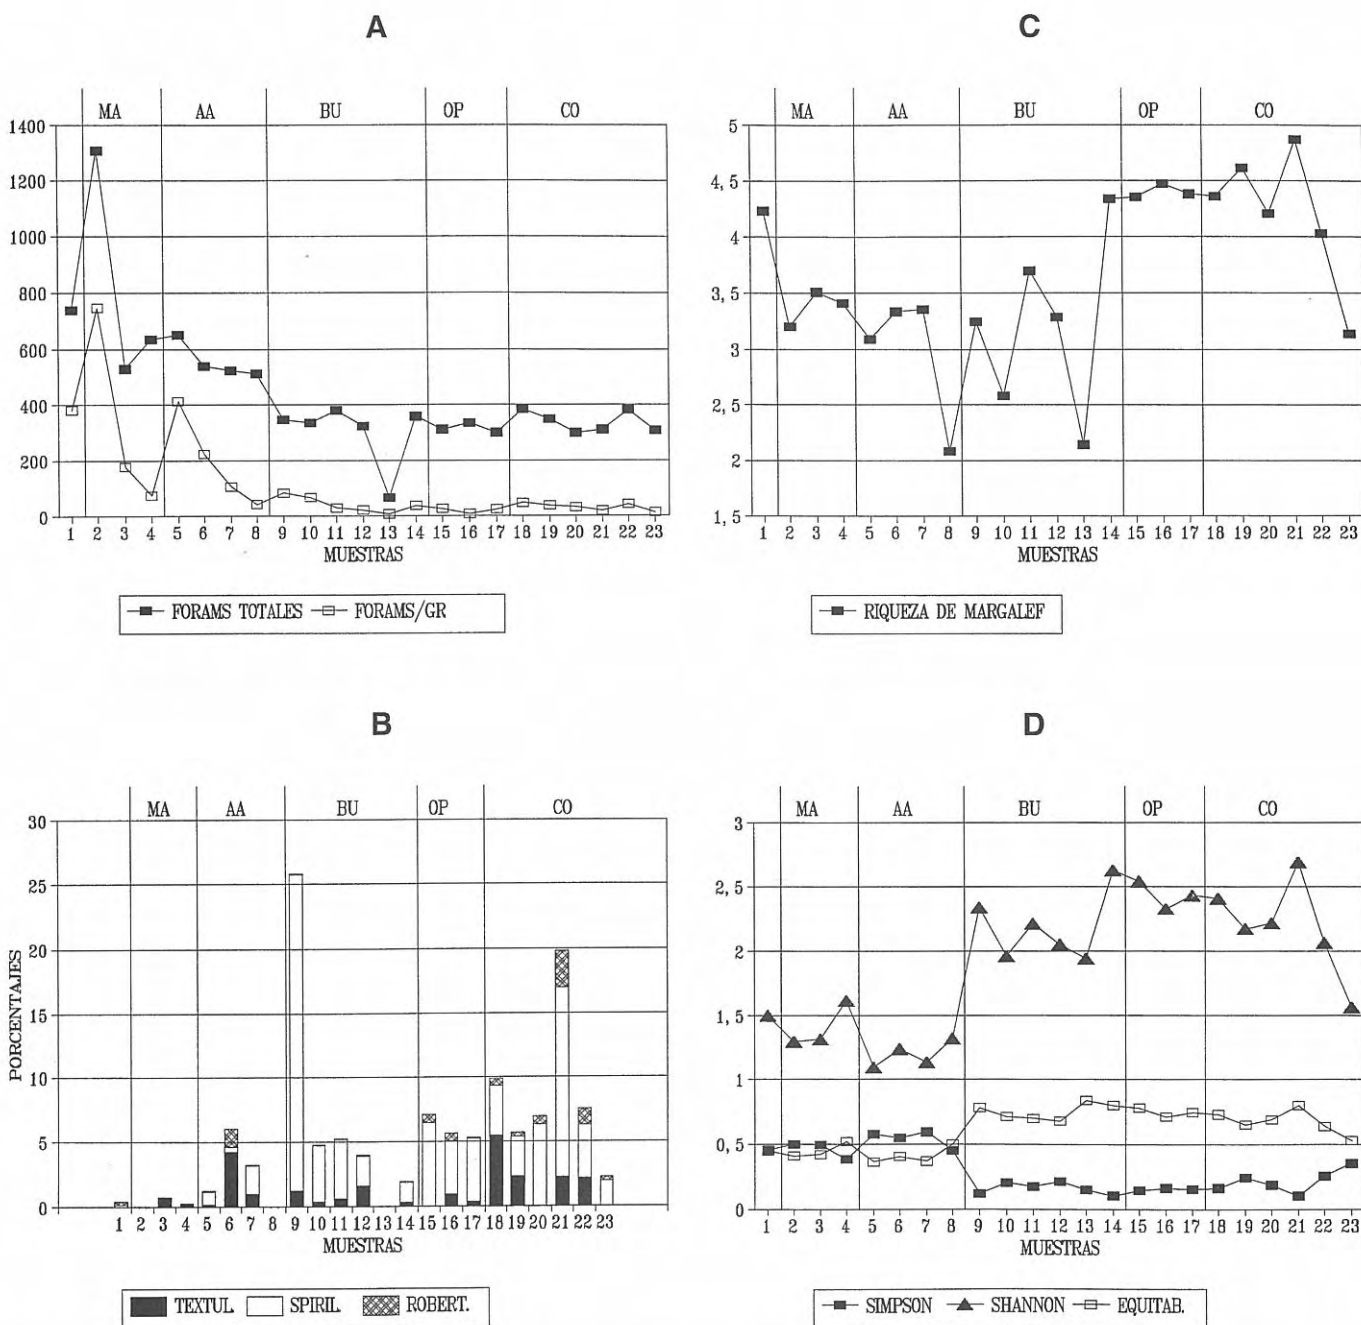 A
MA AA BU OP CO
1400
1200
1000
800
600
400
200
0
1 2 3 4 5 6 7 8 9 10 11 12 13 14 15 16 17 18 19 20 21 22 23
MUESTRAS
FORAMS TOTALES FORAMS/GR
C
MA AA BU OP CO
5
4, 5
4
3, 5
3
2, 5
2
1, 5
1 2 3 4 5 6 7 8 9 10 11 12 13 14 15 16 17 18 19 20 21 22 23
MUESTRAS
RIQUEZA DE MARGALEF
B
MA AA BU OP CO
PORCENTAJES
30
25
20
15
10
5
0
1 2 3 4 5 6 7 8 9 10 11 12 13 14 15 16 17 18 19 20 21 22 23
MUESTRAS
TEXTUL. SPIRIL. ROBERT.
D
MA AA BU OP CO
3
2, 5
2
1, 5
1
0, 5
0
1 2 3 4 5 6 7 8 9 10 11 12 13 14 15 16 17 18 19 20 21 22 23
MUESTRAS
SIMPSON SHANNON EQUITAB.